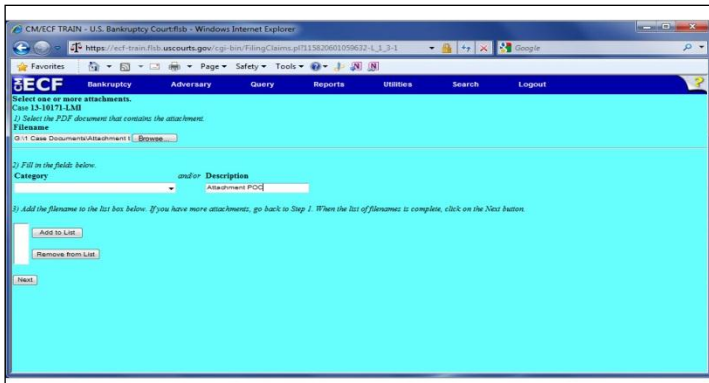 CM/ECF TRAIN - U.S. Bankruptcy Court:flsb - Windows Internet Explorer
https://ecf-train.flsb.uscourts.gov/cgi-bin/FilingClaims.pl?115820601059632-L_1_3-1
Google
Favorites Page Safety Tools
ECF Bankruptcy Adversary Query Reports Utilities Search Logout ?
Select one or more attachments.
Case 13-10171-LMI
1) Select the PDF document that contains the attachment.
Filename
G:\1 Case Documents\Attachment t Browse...
2) Fill in the fields below.
Category and/or Description
Attachment POC
3) Add the filename to the list box below. If you have more attachments, go back to Step 1. When the list of filenames is complete, click on the Next button.
Add to List
Remove from List
Next